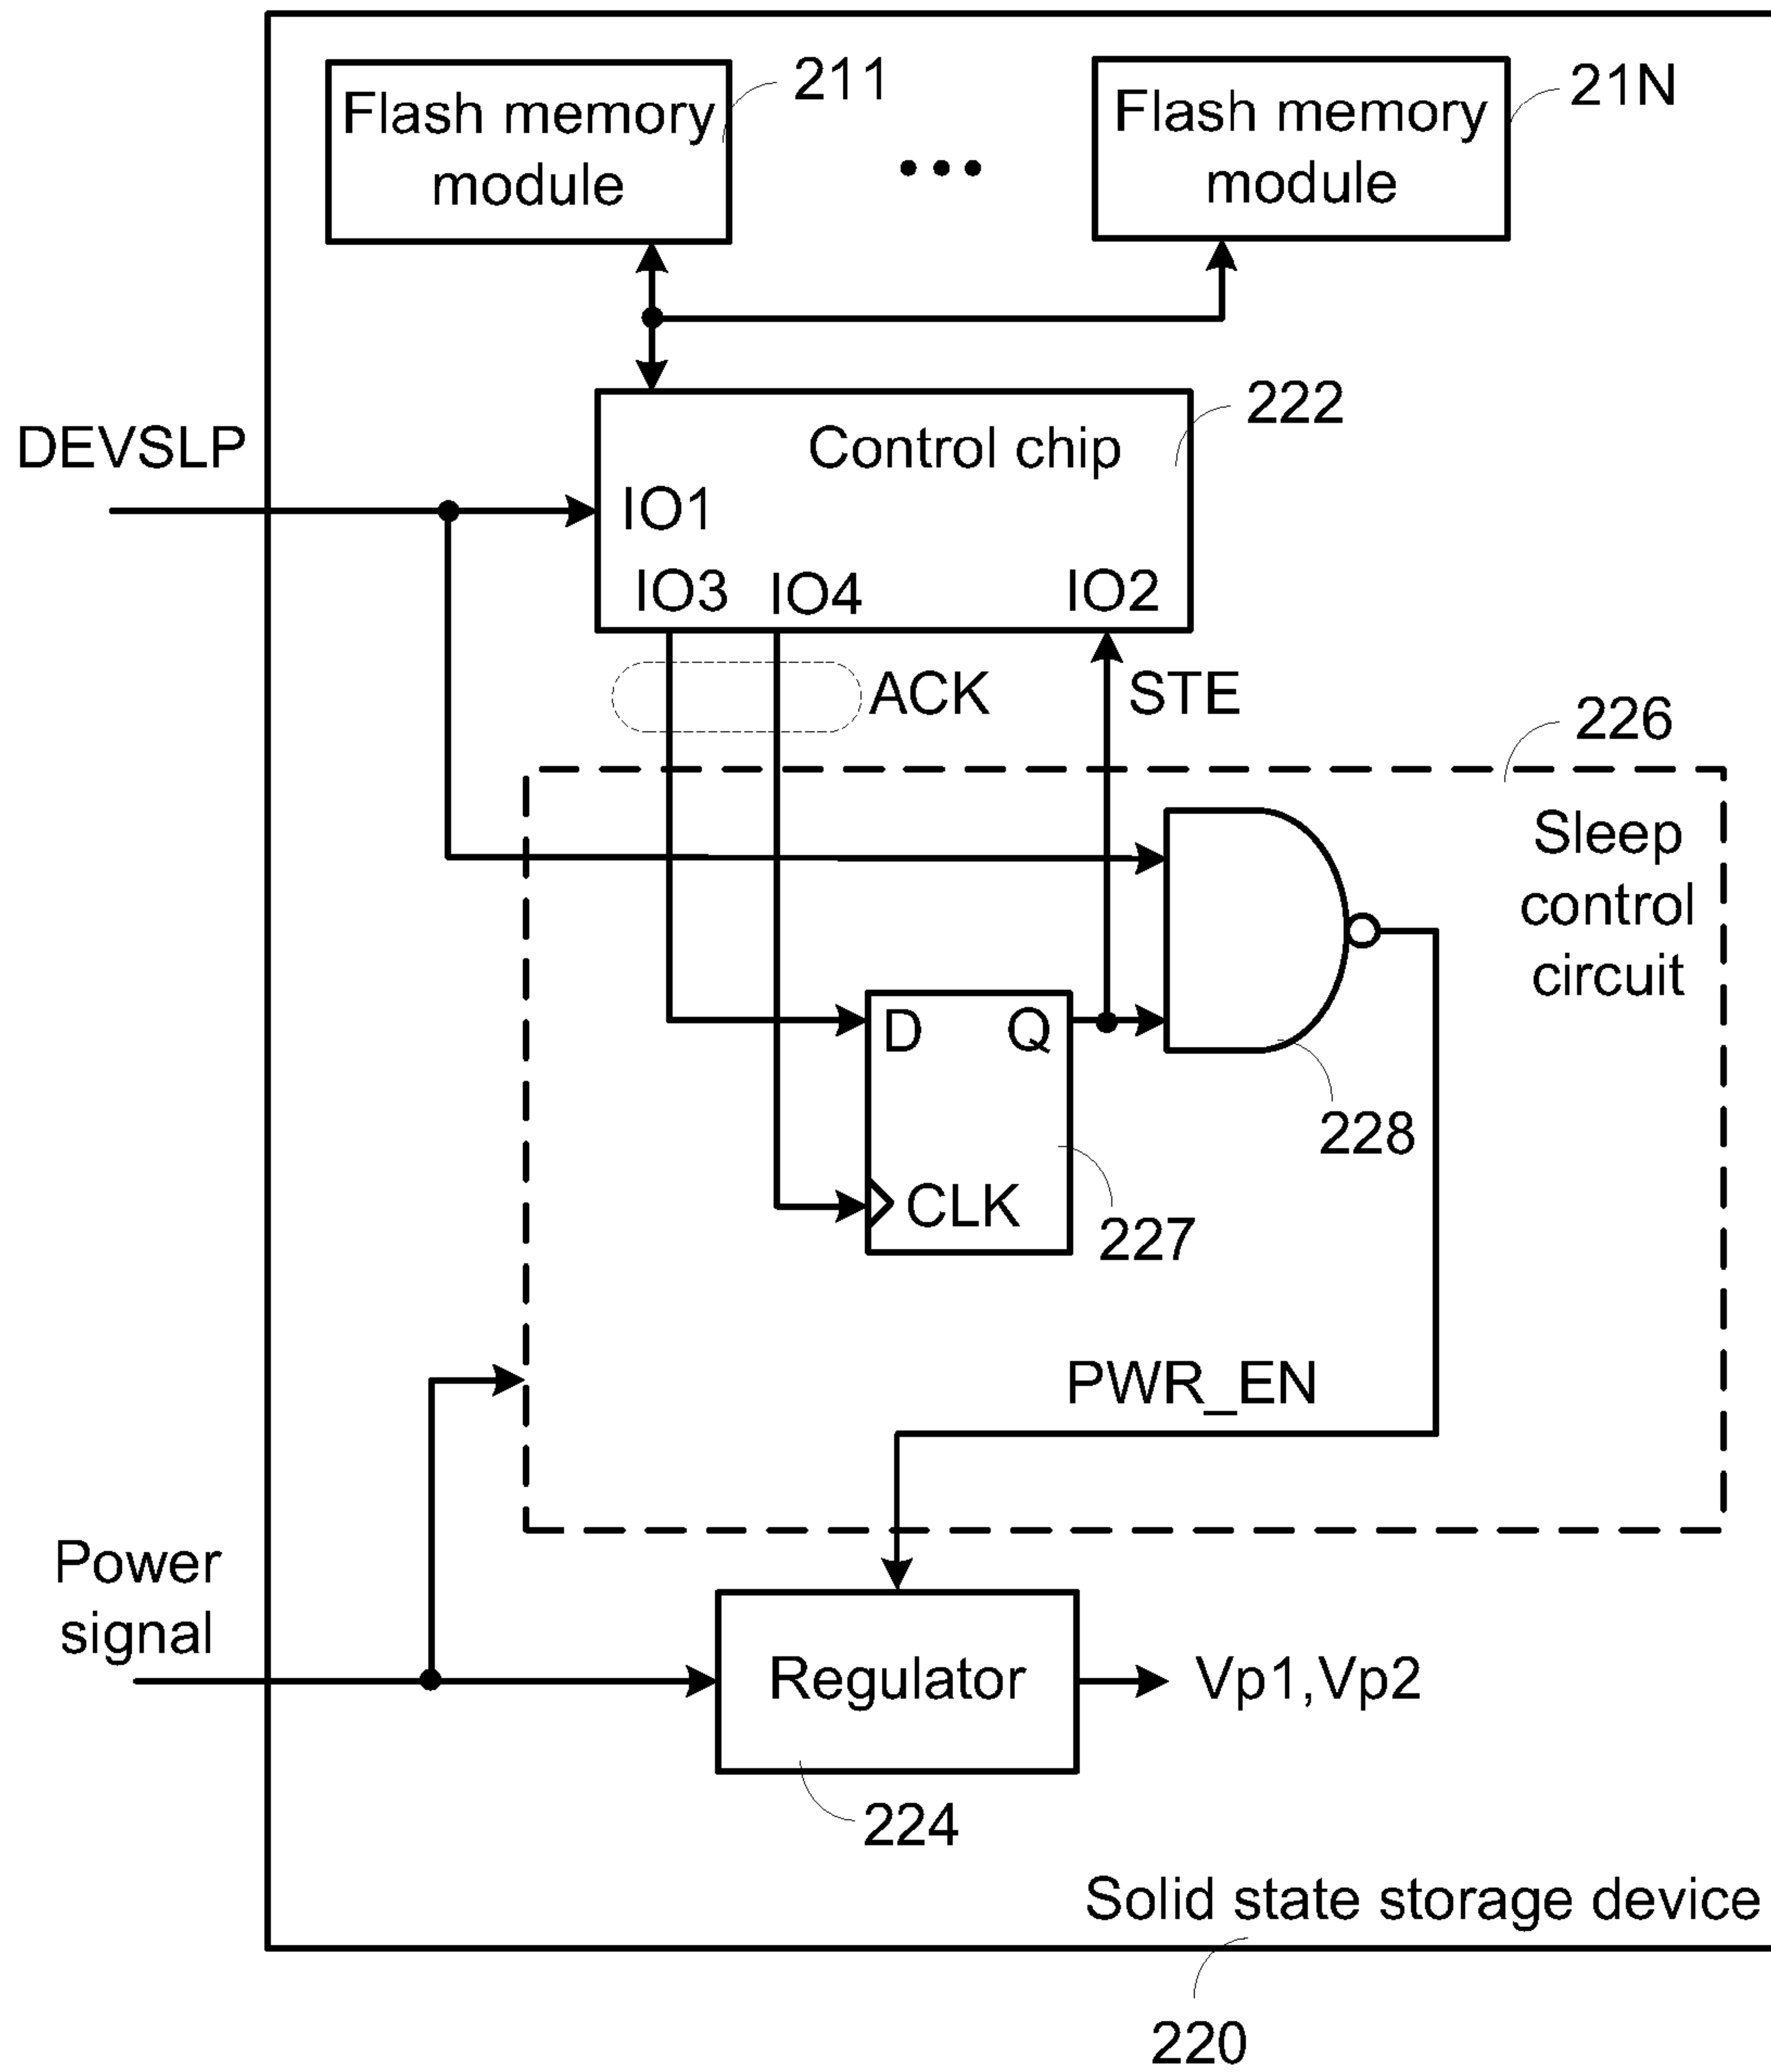 Flash memory
module
211
Flash memory
module
21N
DEVSLP
Control chip
222
IO1
IO3
IO4
IO2
ACK
STE
226
Sleep
control
circuit
D
Q
CLK
228
227
PWR_EN
Power
signal
Regulator
Vp1,Vp2
224
Solid state storage device
220